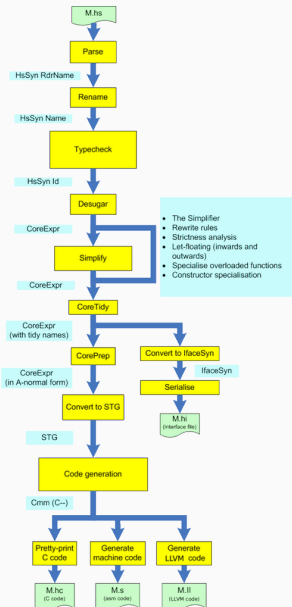 M.hs
Parse
HsSyn RdrName
Rename
HsSyn Name
Typecheck
HsSyn Id
Desugar
CoreExpr
Simplify
• The Simplifier
• Rewrite rules
• Strictness analysis
• Let-floating (inwards and
outwards)
• Specialise overloaded functions
• Constructor specialisation
CoreExpr
CoreTidy
CoreExpr
(with tidy names)
CorePrep
Convert to IfaceSyn
IfaceSyn
CoreExpr
(in A-normal form)
Serialise
Convert to STG
M.hi
(interface file)
STG
Code generation
Cmm (C--)
Pretty-print
C code
Generate
machine code
Generate
LLVM code
M.hc
(C code)
M.s
(asm code)
M.ll
(LLVM code)